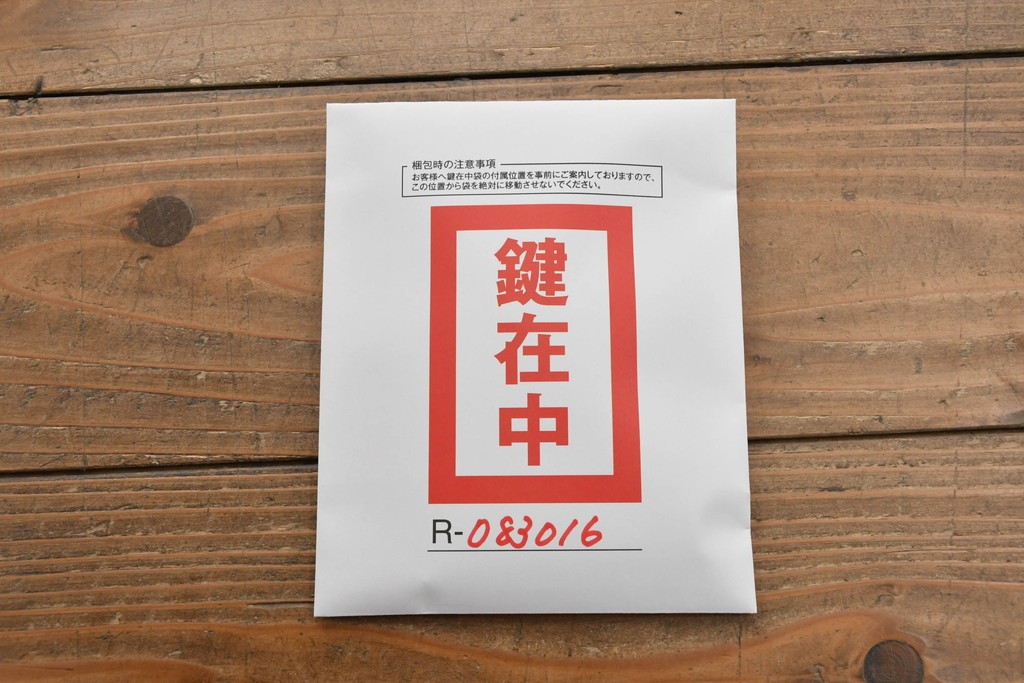 梱包時の注意事項
お客様へ鍵在中袋の付属位置を事前にご案内しておりますので、
この位置から袋を絶対に移動させないでください。
鍵在中
R-083016